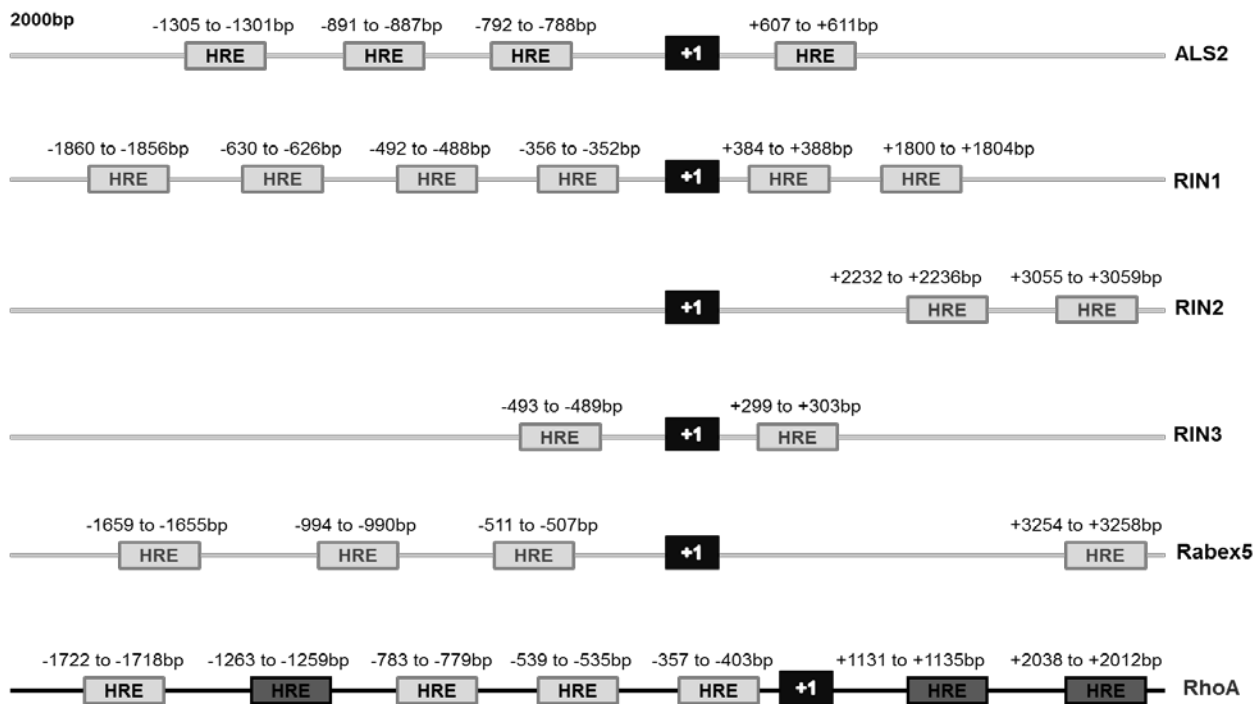 2000bp
-1305 to -1301bp -891 to -887bp -792 to -788bp +607 to +611bp
HRE HRE HRE +1 HRE ALS2
-1860 to -1856bp -630 to -626bp -492 to -488bp -356 to -352bp +384 to +388bp +1800 to +1804bp
HRE HRE HRE HRE +1 HRE HRE RIN1
+2232 to +2236bp +3055 to +3059bp
+1 HRE HRE RIN2
-493 to -489bp +299 to +303bp
HRE +1 HRE RIN3
-1659 to -1655bp -994 to -990bp -511 to -507bp +3254 to +3258bp
HRE HRE HRE +1 HRE Rabex5
-1722 to -1718bp -1263 to -1259bp -783 to -779bp -539 to -535bp -357 to -403bp +1131 to +1135bp +2038 to +2012bp
HRE HRE HRE HRE HRE +1 HRE HRE RhoA